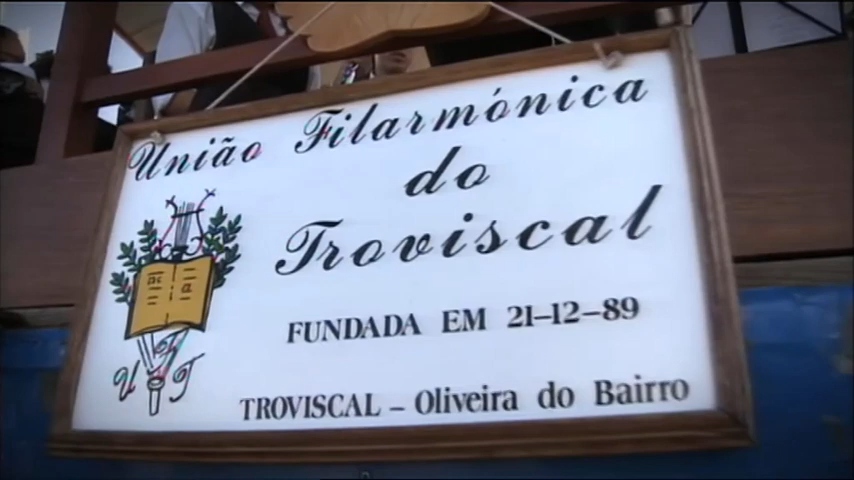 União Filarmónica
do
Troviscal
FUNDADA EM 21-12-89
U F T
TROVISCAL - Oliveira do Bairro